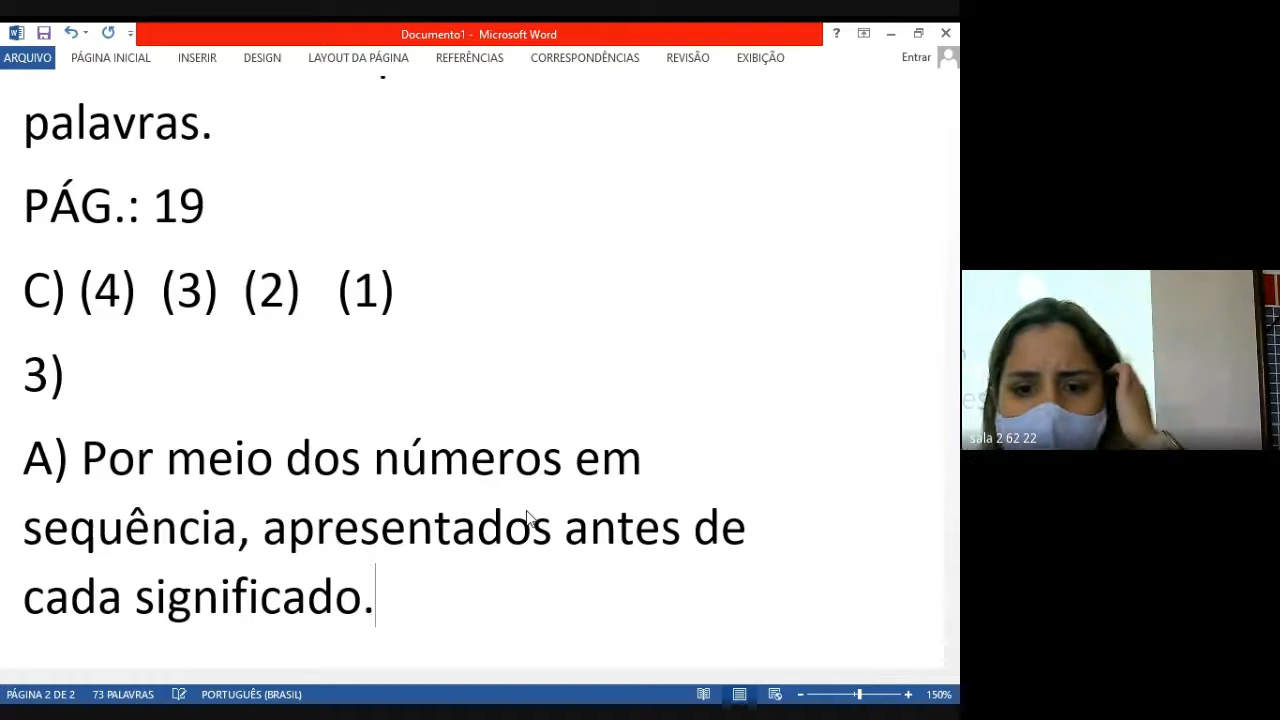 Documento1 - Microsoft Word
?
ARQUIVO PÁGINA INICIAL INSERIR DESIGN LAYOUT DA PÁGINA REFERÊNCIAS CORRESPONDÊNCIAS REVISÃO EXIBIÇÃO Entrar
palavras.
PÁG.: 19
C) (4) (3) (2) (1)
3)
A) Por meio dos números em
sequência, apresentados antes de
cada significado.
sala 2 62 22
PÁGINA 2 DE 2 73 PALAVRAS PORTUGUÊS (BRASIL) 150%